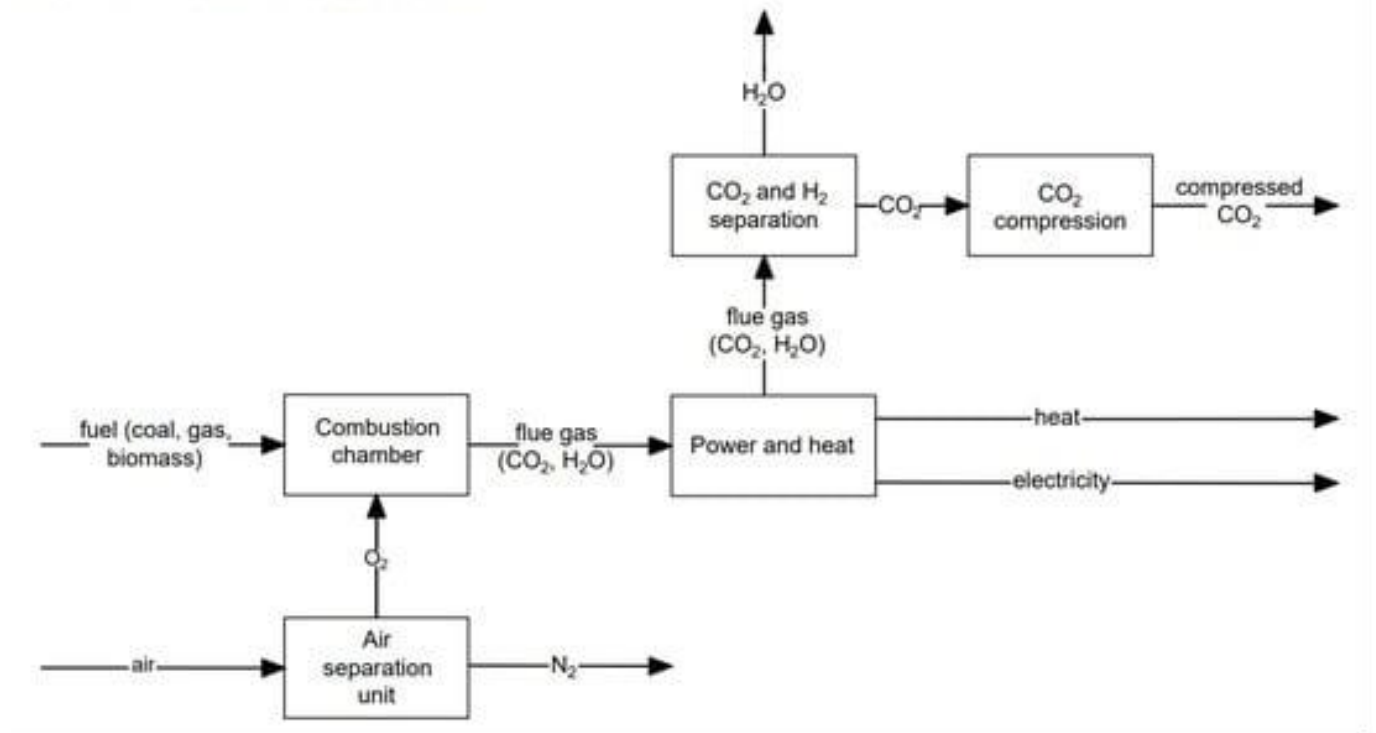 H₂O
CO₂ and H₂
separation
CO₂
CO₂
compression
compressed
CO₂
flue gas
(CO₂, H₂O)
fuel (coal, gas,
biomass)
Combustion
chamber
flue gas
(CO₂, H₂O)
Power and heat
heat
electricity
O₂
air
Air
separation
unit
N₂